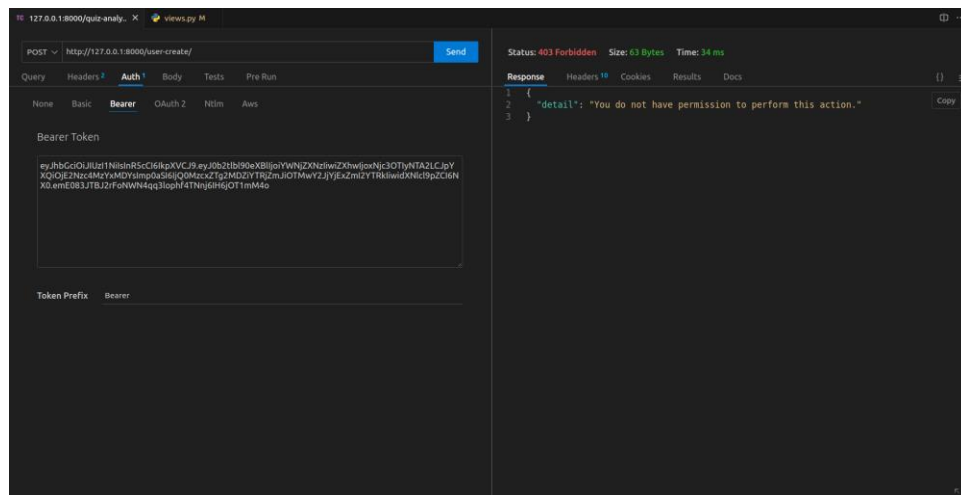 TC 127.0.0.1:8000/quiz-analy.. X views.py M
POST http://127.0.0.1:8000/user-create/ Send
Query Headers 2 Auth 1 Body Tests Pre Run
None Basic Bearer OAuth 2 Ntlm Aws
Bearer Token
Token Prefix Bearer
Status: 403 Forbidden Size: 63 Bytes Time: 34 ms
Response Headers 10 Cookies Results Docs {}
1 {
2 "detail": "You do not have permission to perform this action."
3 }
Copy